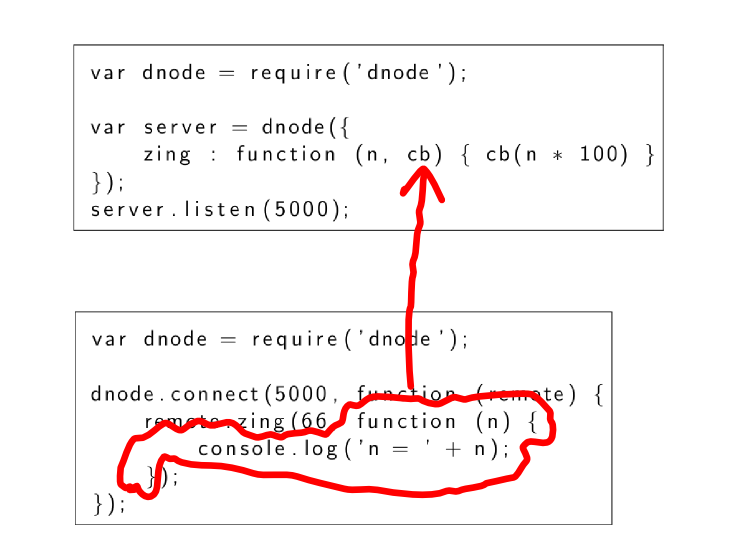 var dnode = require('dnode');
var server = dnode({
zing : function (n, cb) { cb(n * 100) }
});
server.listen(5000);
var dnode = require('dnode');
dnode.connect(5000, function (remote) {
remote.zing(66, function (n) {
console.log('n = ' + n);
});
});